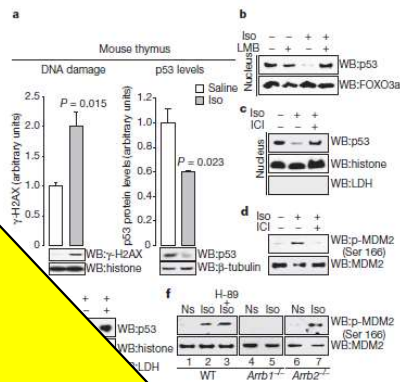 a
Mouse thymus
DNA damage
p53 levels
γ-H2AX (arbitrary units)
2.5
2.0
1.5
1.0
0.5
0
P = 0.015
p53 protein levels (arbitrary units)
1.2
1.0
0.8
0.6
0.4
0.2
0
P = 0.023
Saline
Iso
WB:γ-H2AX
WB:histone
WB:p53
WB:β-tubulin
b
Iso – – + +
LMB – + – +
Nucleus
WB:p53
WB:FOXO3a
c
Iso – + +
ICI – – +
Nucleus
WB:p53
WB:histone
WB:LDH
d
Iso – + +
ICI – – +
WB:p-MDM2
(Ser 166)
WB:MDM2
+ +
– +
WB:p53
WB:histone
WB:LDH
f
H-89
+
Ns Iso Iso Ns Iso Ns Iso
WB:p-MDM2
(Ser 166)
WB:MDM2
1 2 3 4 5 6 7
WT Arrb1–/– Arrb2–/–